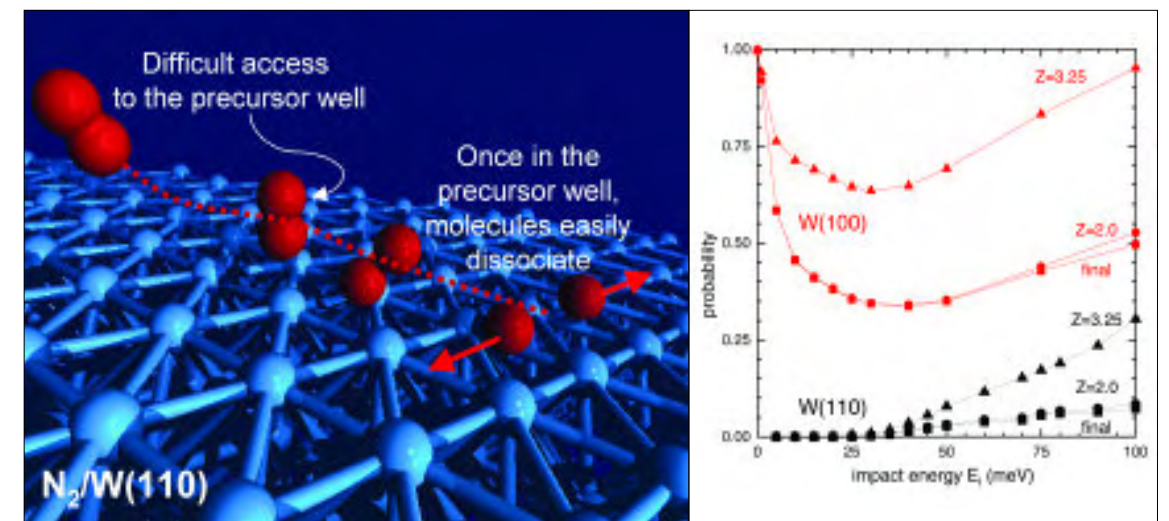 Difficult access
to the precursor well
Once in the
precursor well,
molecules easily
dissociate
N₂/W(110)
1.00
0.75
0.50
0.25
0.00
probability
Z=3.25
W(100)
Z=2.0
final
Z=3.25
W(110)
Z=2.0
final
0 25 50 75 100
impact energy Eᵢ (meV)